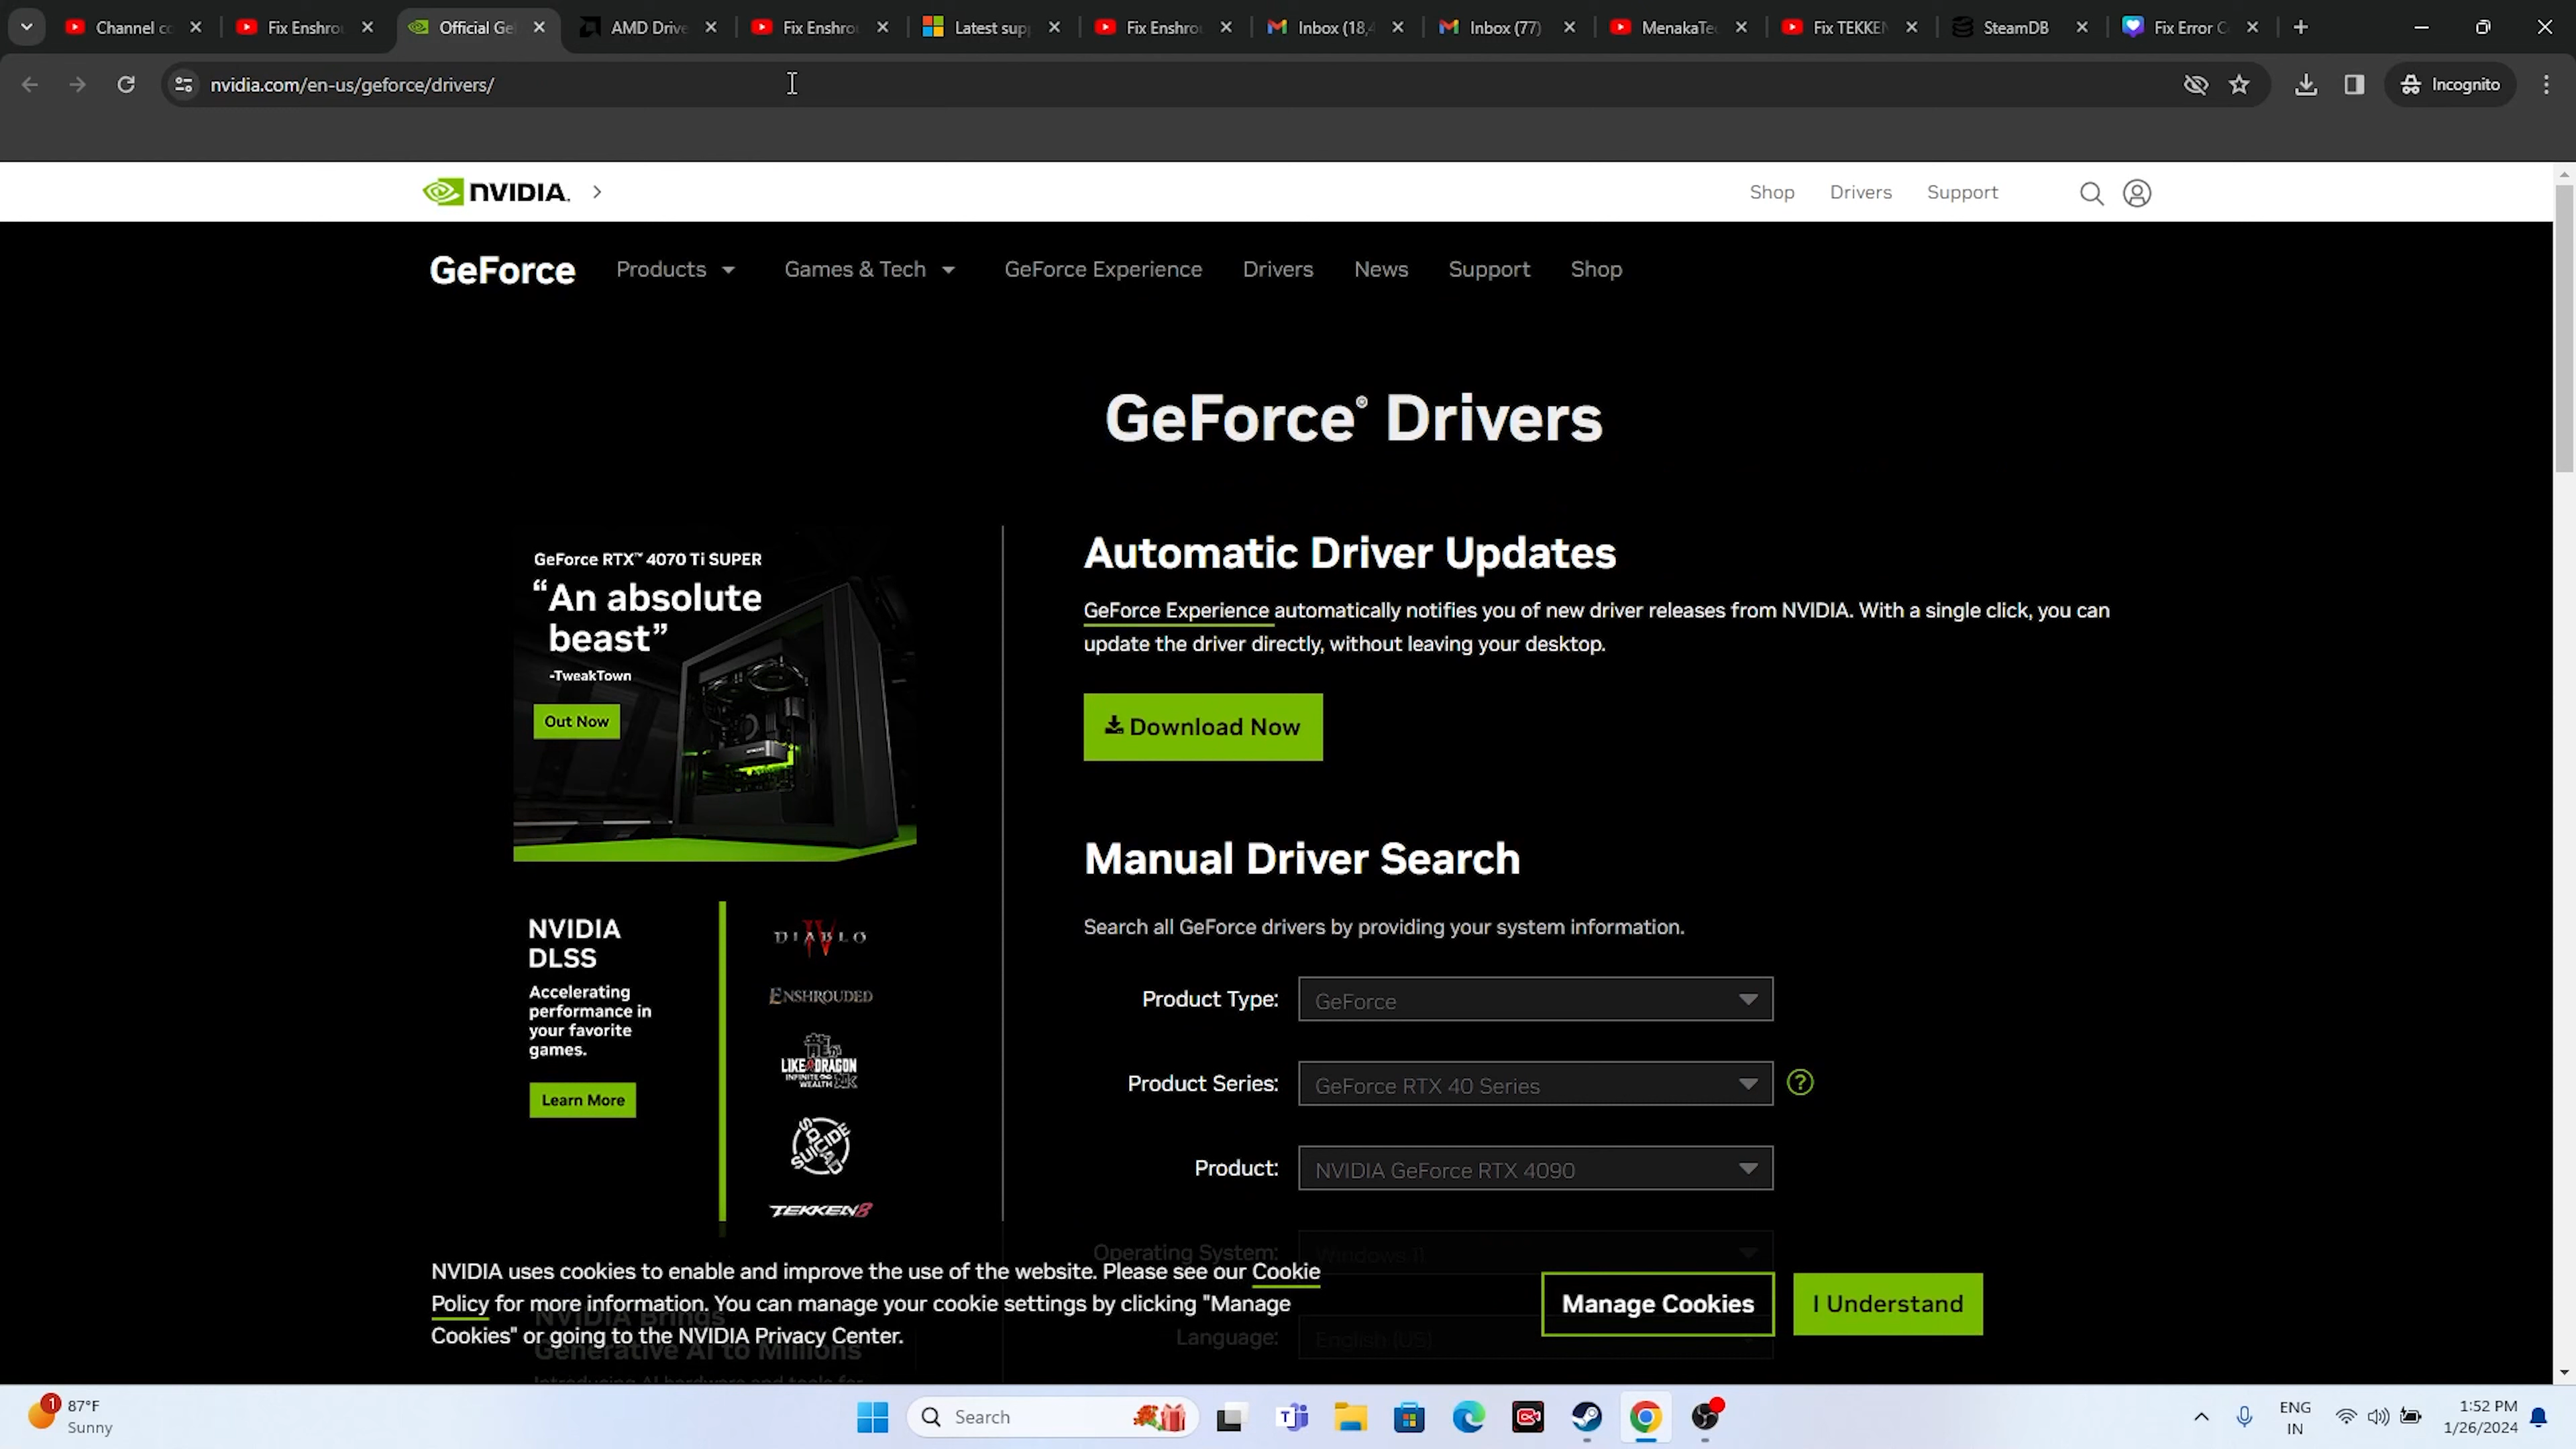 Channel co
Fix Enshrou
Official Ge
AMD Drive
Fix Enshro
Latest supp
Fix Enshrou
Inbox (18,4
Inbox (77)
MenakaTec
Fix TEKKEN
SteamDB
Fix Error C
nvidia.com/en-us/geforce/drivers/
Incognito
NVIDIA.
Shop
Drivers
Support
GeForce
Products
Games & Tech
GeForce Experience
Drivers
News
Support
Shop
GeForce® Drivers
GeForce RTX™ 4070 Ti SUPER
“An absolute
beast”
-TweakTown
Out Now
Automatic Driver Updates
GeForce Experience automatically notifies you of new driver releases from NVIDIA. With a single click, you can
update the driver directly, without leaving your desktop.
Download Now
Manual Driver Search
Search all GeForce drivers by providing your system information.
NVIDIA
DLSS
Accelerating
performance in
your favorite
games.
Learn More
DIABLO IV
ENSHROUDED
LIKE A DRAGON
INFINITE WEALTH
SUICIDE SQUAD
TEKKEN 8
Product Type: GeForce
Product Series: GeForce RTX 40 Series
Product: NVIDIA GeForce RTX 4090
Operating System: Windows 11
Language: English (US)
NVIDIA uses cookies to enable and improve the use of the website. Please see our Cookie
Policy for more information. You can manage your cookie settings by clicking "Manage
Cookies" or going to the NVIDIA Privacy Center.
Manage Cookies
I Understand
NVIDIA Brings
Generative AI to Millions
Introducing AI hardware and tools for
1
87°F
Sunny
Search
ENG
IN
1:52 PM
1/26/2024